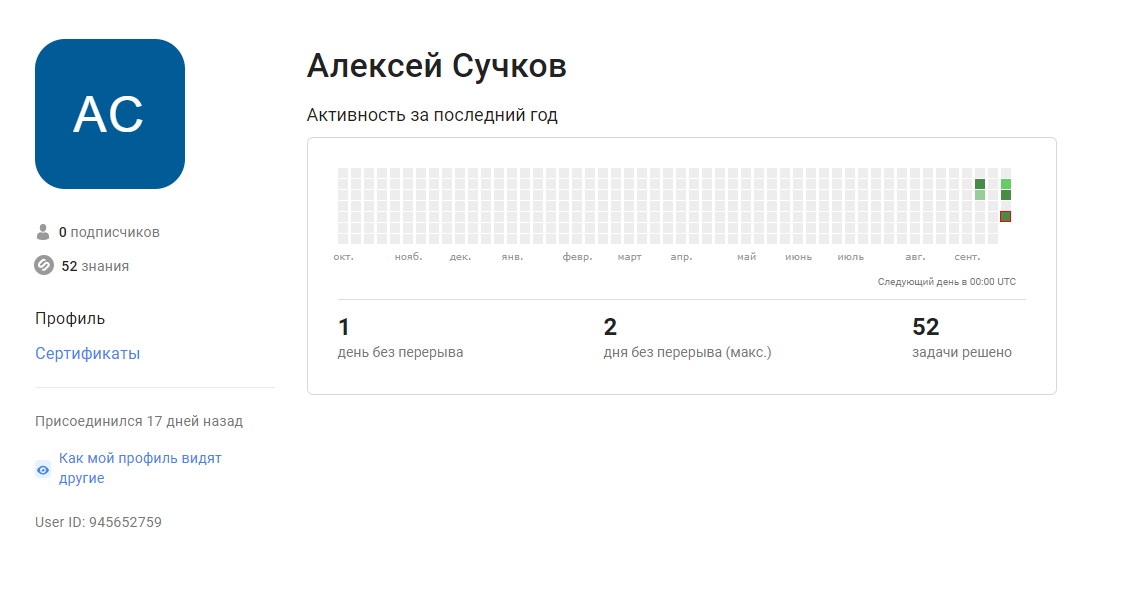 АС
0 подписчиков
52 знания
Профиль
Сертификаты
Присоединился 17 дней назад
Как мой профиль видят
другие
User ID: 945652759
Алексей Сучков
Активность за последний год
окт. нояб. дек. янв. февр. март апр. май июнь июль авг. сент.
Следующий день в 00:00 UTC
1
день без перерыва
2
дня без перерыва (макс.)
52
задачи решено